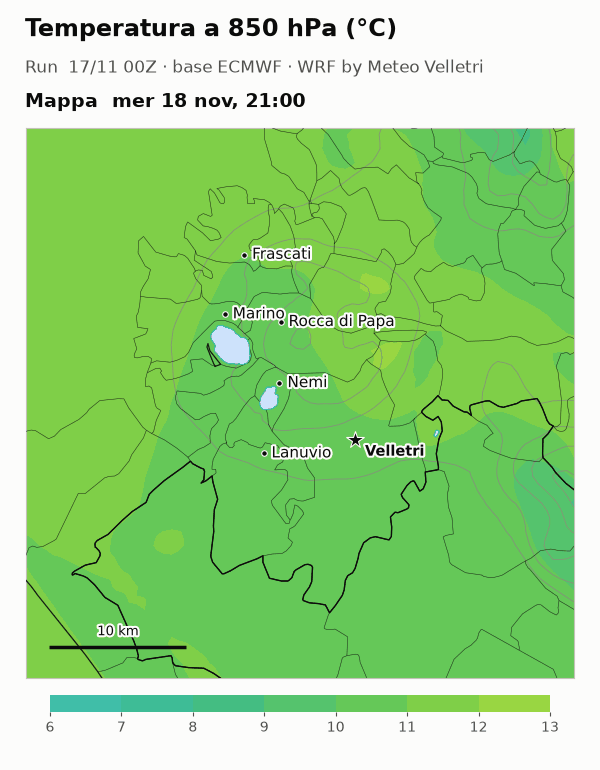 Temperatura a 850 hPa (°C)
Run  17/11 00Z · base ECMWF · WRF by Meteo Velletri
Mappa  mer 18 nov, 21:00
Frascati
Marino
Rocca di Papa
Nemi
Velletri
Lanuvio
10 km
6 7 8 9 10 11 12 13